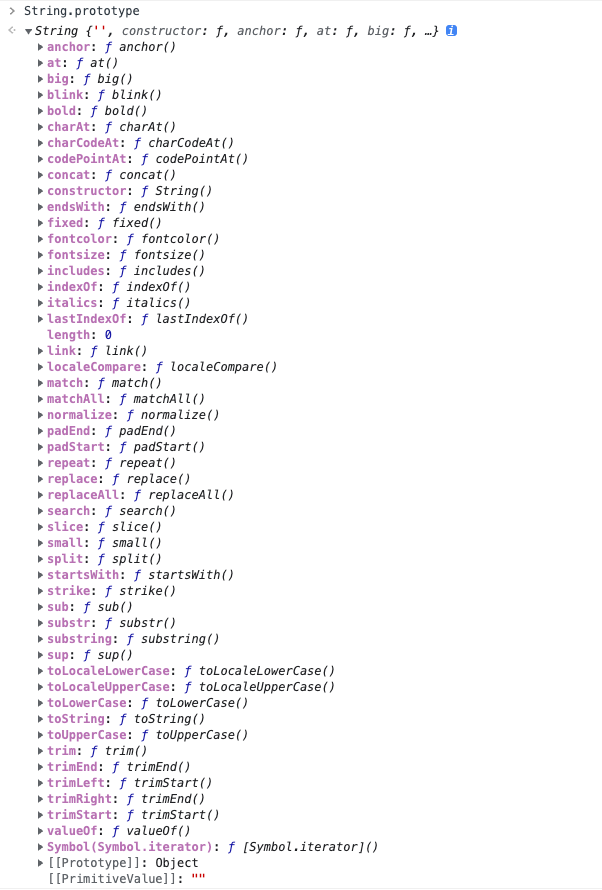 > String.prototype
String {'', constructor: ƒ, anchor: ƒ, at: ƒ, big: ƒ, …} i
anchor: ƒ anchor()
at: ƒ at()
big: ƒ big()
blink: ƒ blink()
bold: ƒ bold()
charAt: ƒ charAt()
charCodeAt: ƒ charCodeAt()
codePointAt: ƒ codePointAt()
concat: ƒ concat()
constructor: ƒ String()
endsWith: ƒ endsWith()
fixed: ƒ fixed()
fontcolor: ƒ fontcolor()
fontsize: ƒ fontsize()
includes: ƒ includes()
indexOf: ƒ indexOf()
italics: ƒ italics()
lastIndexOf: ƒ lastIndexOf()
length: 0
link: ƒ link()
localeCompare: ƒ localeCompare()
match: ƒ match()
matchAll: ƒ matchAll()
normalize: ƒ normalize()
padEnd: ƒ padEnd()
padStart: ƒ padStart()
repeat: ƒ repeat()
replace: ƒ replace()
replaceAll: ƒ replaceAll()
search: ƒ search()
slice: ƒ slice()
small: ƒ small()
split: ƒ split()
startsWith: ƒ startsWith()
strike: ƒ strike()
sub: ƒ sub()
substr: ƒ substr()
substring: ƒ substring()
sup: ƒ sup()
toLocaleLowerCase: ƒ toLocaleLowerCase()
toLocaleUpperCase: ƒ toLocaleUpperCase()
toLowerCase: ƒ toLowerCase()
toString: ƒ toString()
toUpperCase: ƒ toUpperCase()
trim: ƒ trim()
trimEnd: ƒ trimEnd()
trimLeft: ƒ trimStart()
trimRight: ƒ trimEnd()
trimStart: ƒ trimStart()
valueOf: ƒ valueOf()
Symbol(Symbol.iterator): ƒ [Symbol.iterator]()
[[Prototype]]: Object
[[PrimitiveValue]]: ""